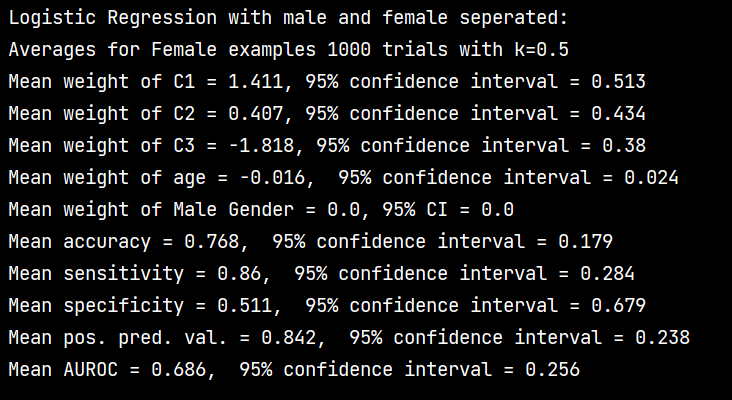 Logistic Regression with male and female seperated:
Averages for Female examples 1000 trials with k=0.5
Mean weight of C1 = 1.411, 95% confidence interval = 0.513
Mean weight of C2 = 0.407, 95% confidence interval = 0.434
Mean weight of C3 = -1.818, 95% confidence interval = 0.38
Mean weight of age = -0.016,  95% confidence interval = 0.024
Mean weight of Male Gender = 0.0, 95% CI = 0.0
Mean accuracy = 0.768,  95% confidence interval = 0.179
Mean sensitivity = 0.86,  95% confidence interval = 0.284
Mean specificity = 0.511,  95% confidence interval = 0.679
Mean pos. pred. val. = 0.842,  95% confidence interval = 0.238
Mean AUROC = 0.686,  95% confidence interval = 0.256